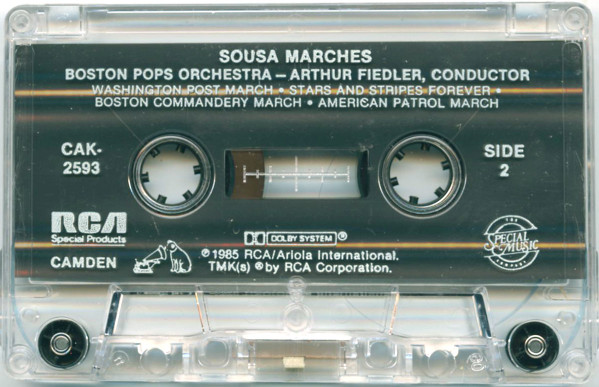 SOUSA MARCHES
BOSTON POPS ORCHESTRA – ARTHUR FIEDLER, CONDUCTOR
WASHINGTON POST MARCH • STARS AND STRIPES FOREVER •
BOSTON COMMANDERY MARCH • AMERICAN PATROL MARCH
CAK-
2593
SIDE
2
RCA
Special Products
CAMDEN
DOLBY SYSTEM ®
℗ 1985 RCA/Ariola International.
TMK(s) ® by RCA Corporation.
THE
SPECIAL
MUSIC
COMPANY